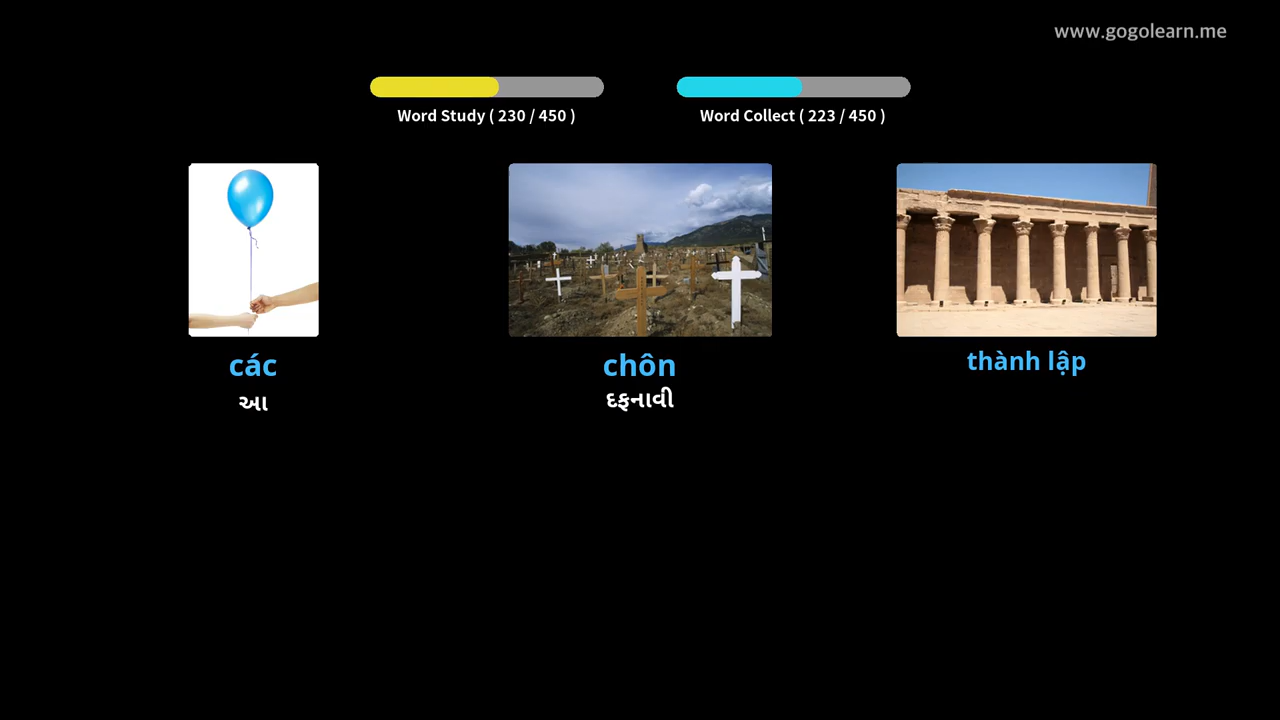 www.gogolearn.me
Word Study ( 230 / 450 )
Word Collect ( 223 / 450 )
các
chôn
thành lập
આ
દફનાવી